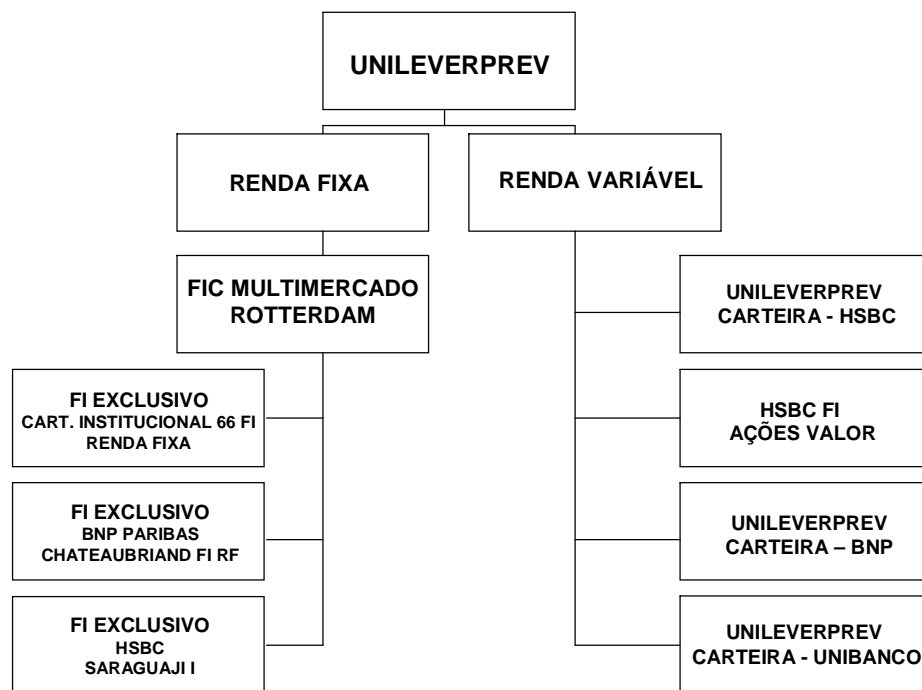 UNILEVERPREV
RENDA FIXA
RENDA VARIÁVEL
FIC MULTIMERCADO
ROTTERDAM
FI EXCLUSIVO
CART. INSTITUCIONAL 66 FI
RENDA FIXA
FI EXCLUSIVO
BNP PARIBAS
CHATEAUBRIAND FI RF
FI EXCLUSIVO
HSBC
SARAGUAJI I
UNILEVERPREV
CARTEIRA - HSBC
HSBC FI
AÇÕES VALOR
UNILEVERPREV
CARTEIRA – BNP
UNILEVERPREV
CARTEIRA - UNIBANCO